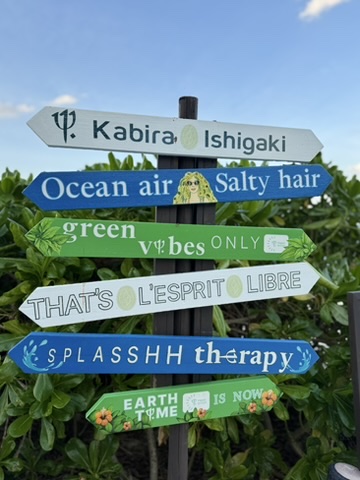 Kabira Ishigaki
Ocean air Salty hair
green
vibes ONLY
THAT'S L'ESPRIT LIBRE
SPLASSHH therapy
EARTH
TIME IS NOW